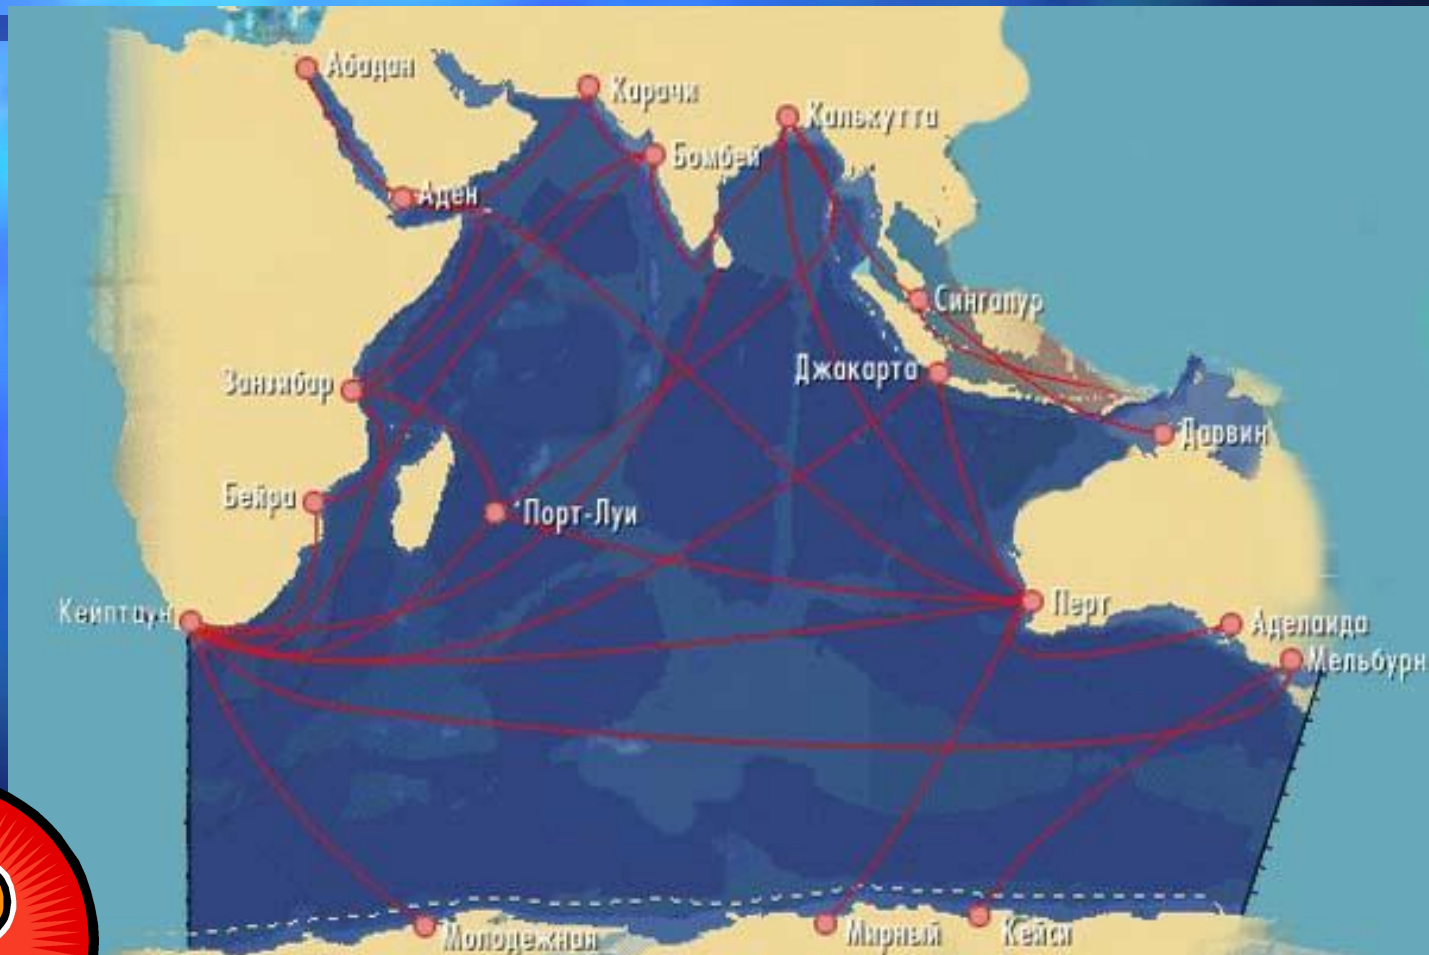 Абадан
Карачи
Калькутта
Бомбей
Аден
Сингапур
Джакарта
Занзибар
Дарвин
Бейра
Порт-Луи
Кейптаун
Перт
Аделаида
Мельбурн
Молодежная
Мирный
Кейси